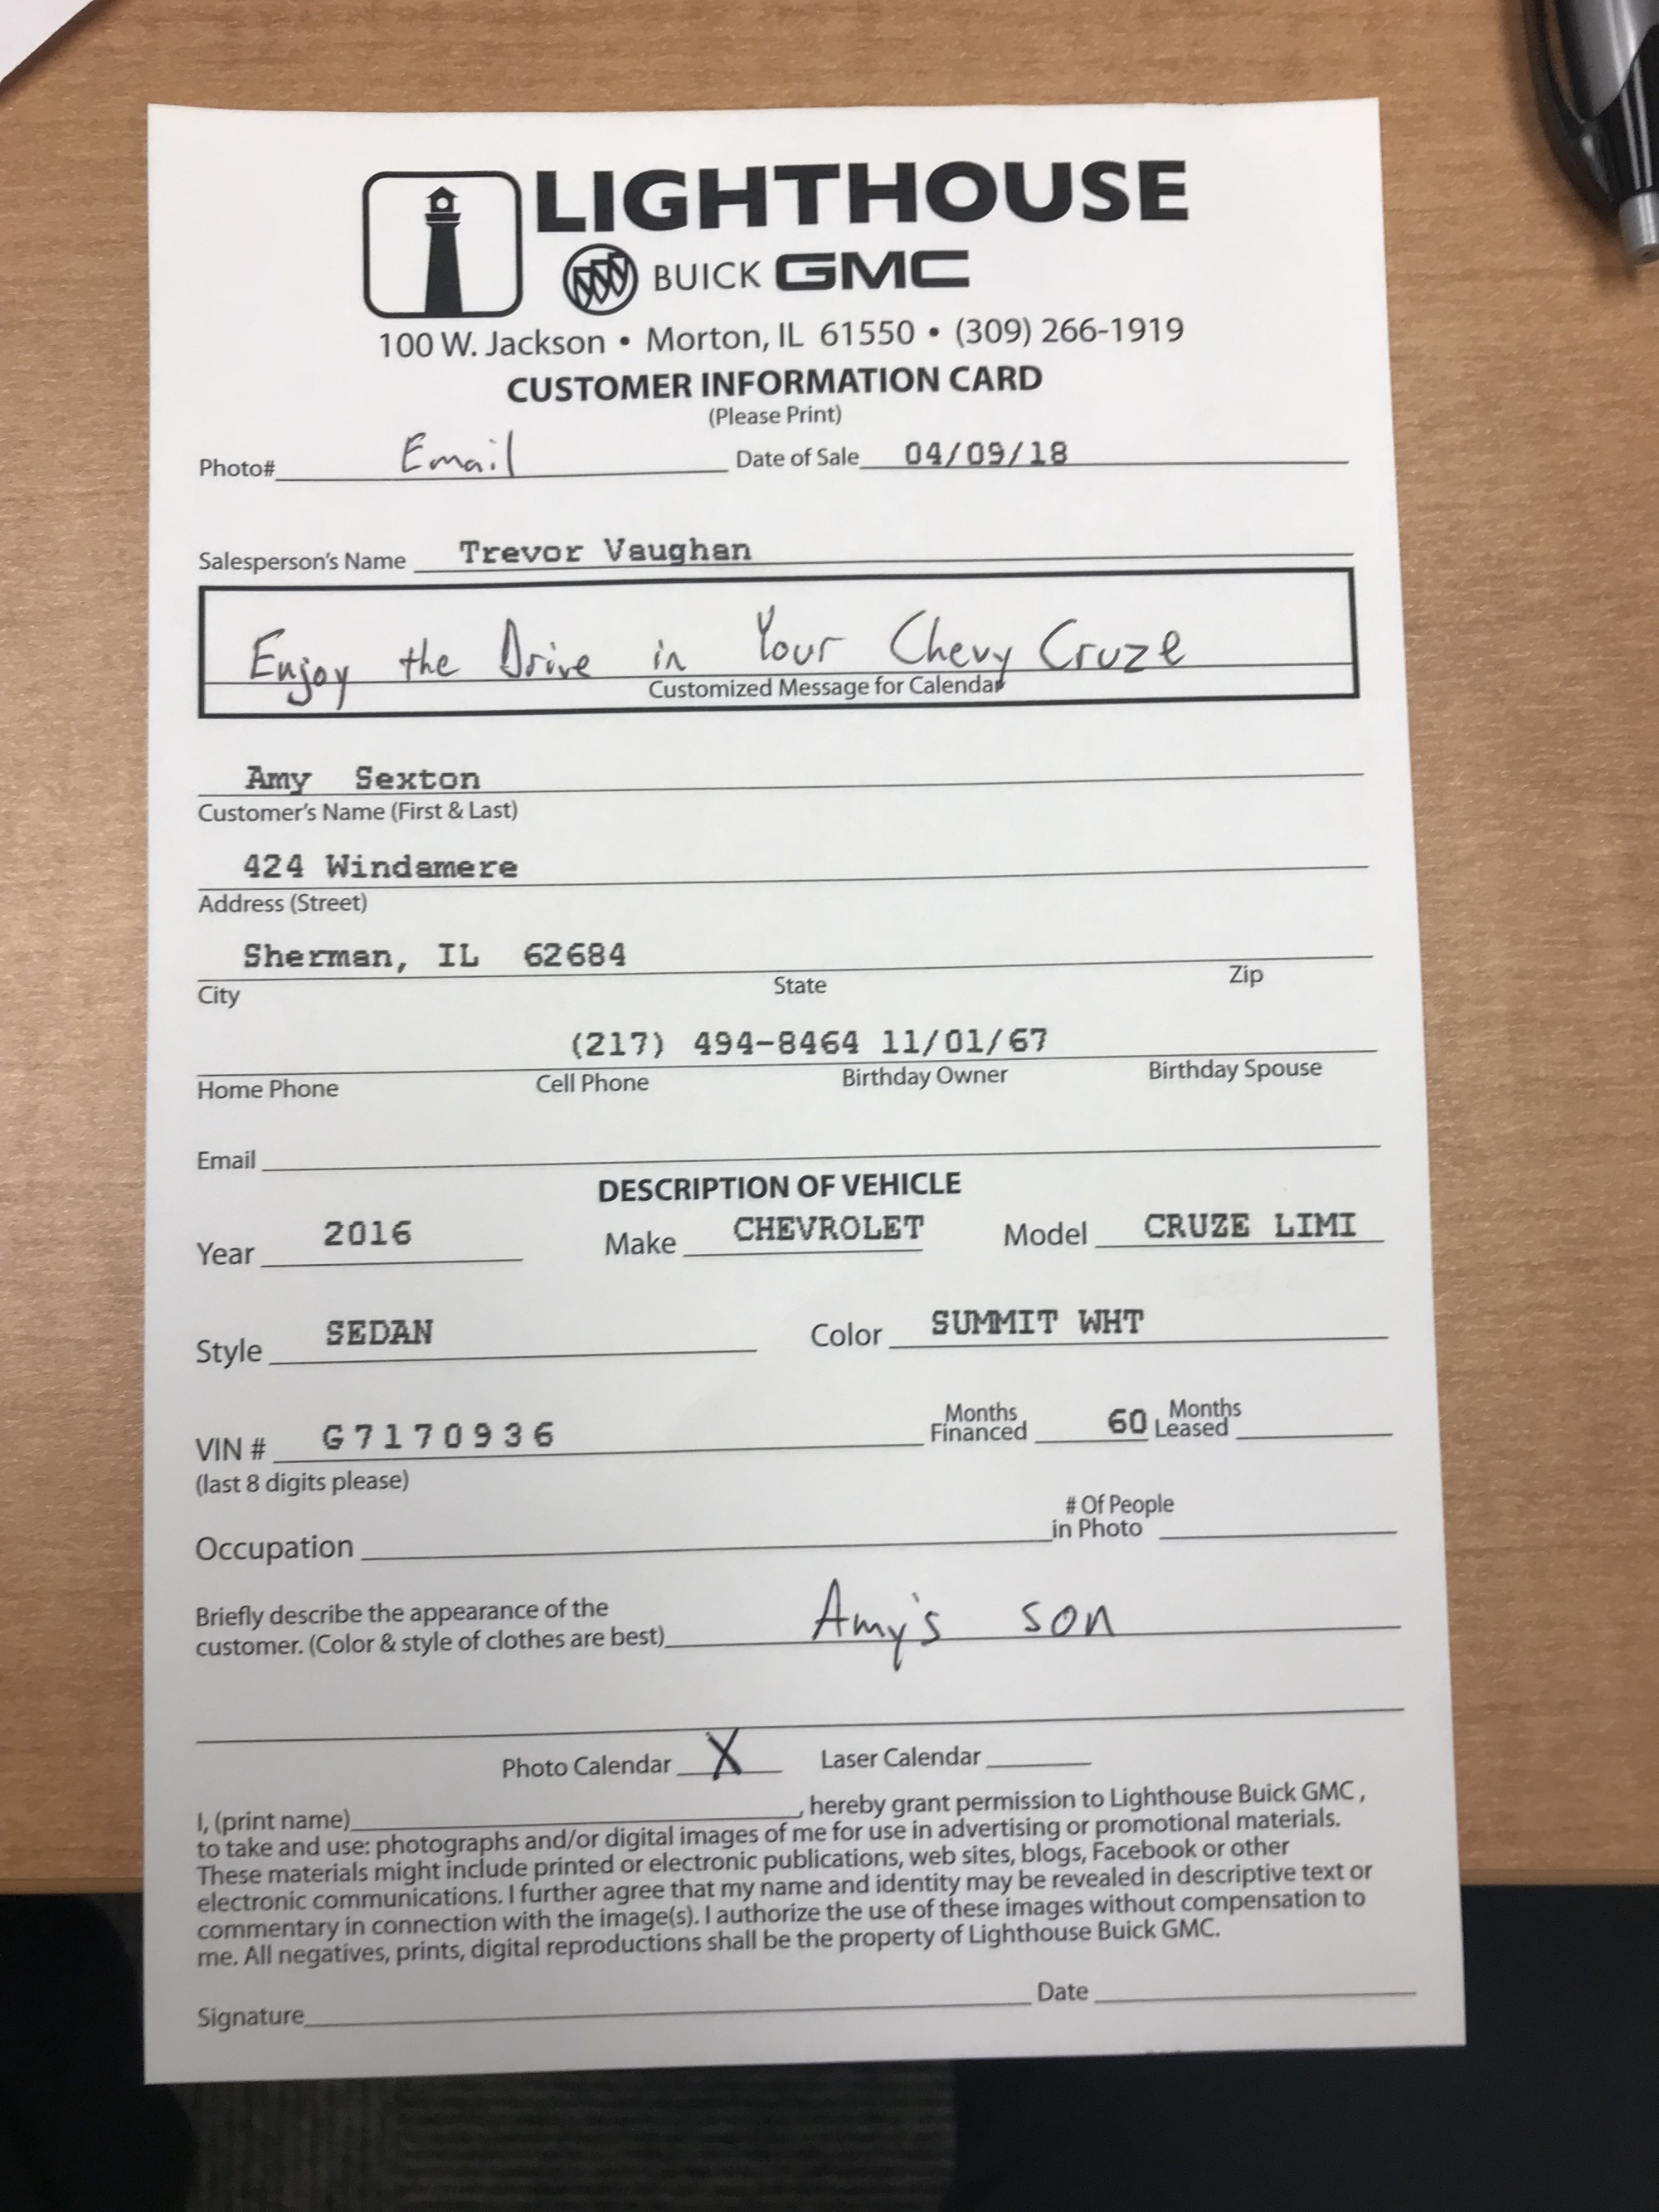 LIGHTHOUSE
BUICK GMC
100 W. Jackson • Morton, IL 61550 • (309) 266-1919
CUSTOMER INFORMATION CARD
(Please Print)
Photo# Email Date of Sale 04/09/18
Salesperson's Name Trevor Vaughan
Enjoy the Drive in Your Chevy Cruze
Customized Message for Calendar
Amy Sexton
Customer's Name (First & Last)
424 Windamere
Address (Street)
Sherman, IL 62684
City State Zip
(217) 494-8464 11/01/67
Home Phone Cell Phone Birthday Owner Birthday Spouse
Email
DESCRIPTION OF VEHICLE
Year 2016 Make CHEVROLET Model CRUZE LIMI
Style SEDAN Color SUMMIT WHT
VIN # G7170936 Months Financed 60 Months Leased
(last 8 digits please)
Occupation # Of People in Photo
Briefly describe the appearance of the
customer. (Color & style of clothes are best) Amy's son
Photo Calendar X Laser Calendar
I, (print name) , hereby grant permission to Lighthouse Buick GMC ,
to take and use: photographs and/or digital images of me for use in advertising or promotional materials.
These materials might include printed or electronic publications, web sites, blogs, Facebook or other
electronic communications. I further agree that my name and identity may be revealed in descriptive text or
commentary in connection with the image(s). I authorize the use of these images without compensation to
me. All negatives, prints, digital reproductions shall be the property of Lighthouse Buick GMC.
Signature Date